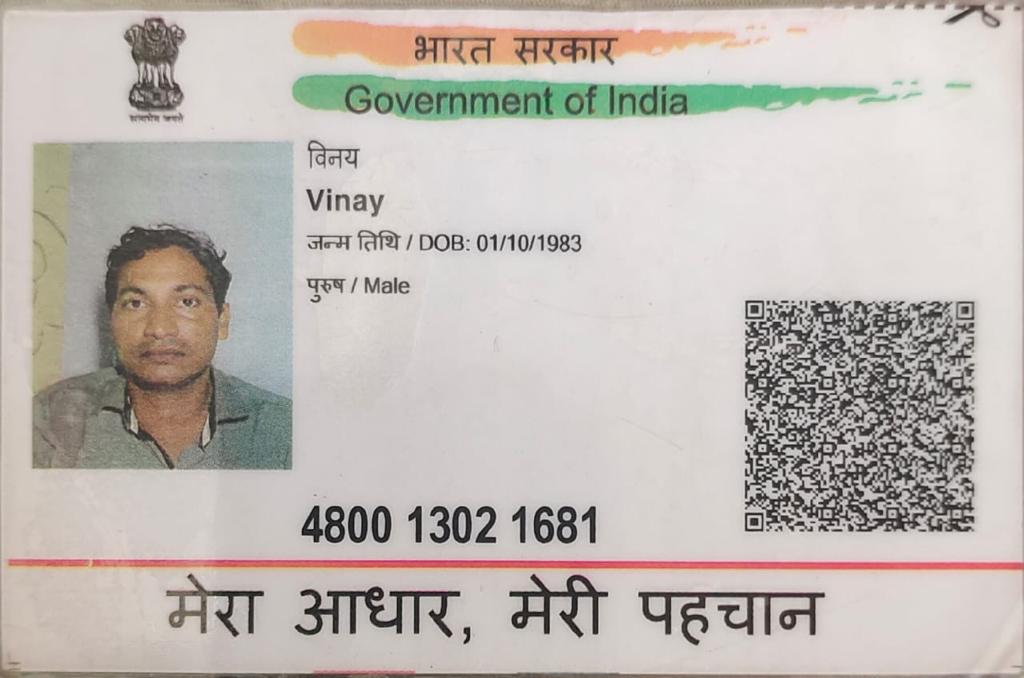 भारत सरकार
Government of India
सत्यमेव जयते
विनय
Vinay
जन्म तिथि / DOB: 01/10/1983
पुरुष / Male
4800 1302 1681
मेरा आधार, मेरी पहचान